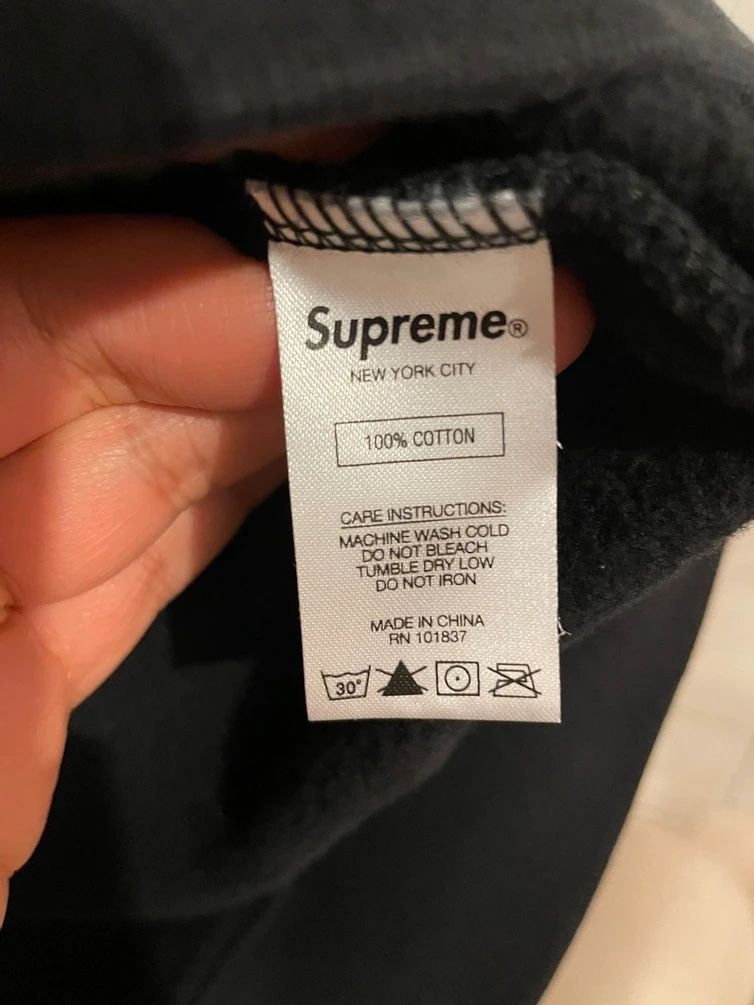 Supreme®
NEW YORK CITY
100% COTTON
CARE INSTRUCTIONS:
MACHINE WASH COLD
DO NOT BLEACH
TUMBLE DRY LOW
DO NOT IRON
MADE IN CHINA
RN 101837
30°